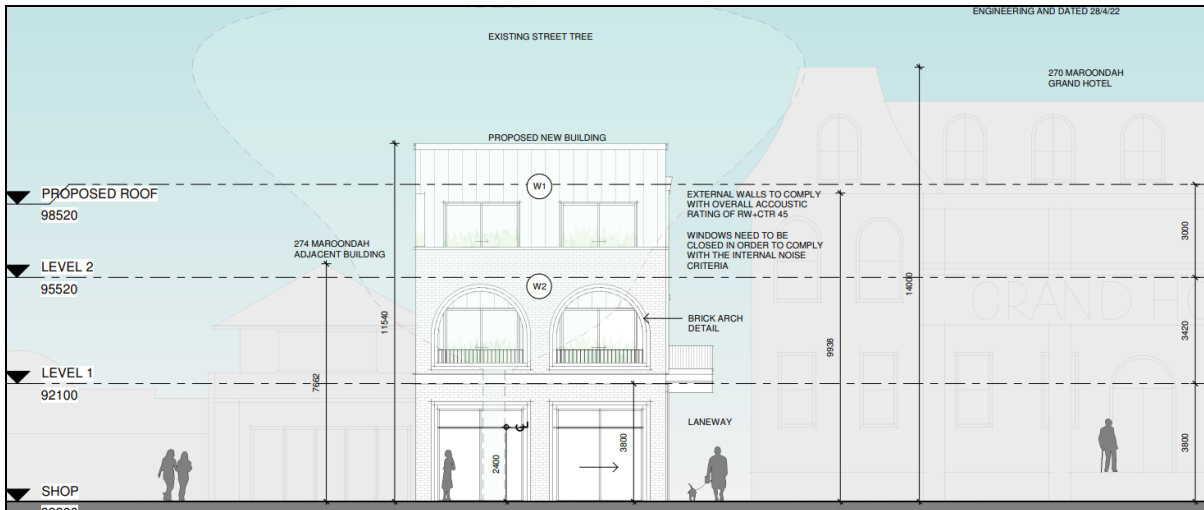 ENGINEERING AND DATED 28/4/22
EXISTING STREET TREE
270 MAROONDAH
GRAND HOTEL
PROPOSED NEW BUILDING
W1
PROPOSED ROOF
98520
EXTERNAL WALLS TO COMPLY
WITH OVERALL ACCOUSTIC
RATING OF RW+CTR 45
WINDOWS NEED TO BE
CLOSED IN ORDER TO COMPLY
WITH THE INTERNAL NOISE
CRITERIA
3000
274 MAROONDAH
ADJACENT BUILDING
LEVEL 2
95520
W2
14000
GRAND HO
11540
BRICK ARCH
DETAIL
9938
3420
7662
LEVEL 1
92100
LANEWAY
2400
3800
3800
SHOP